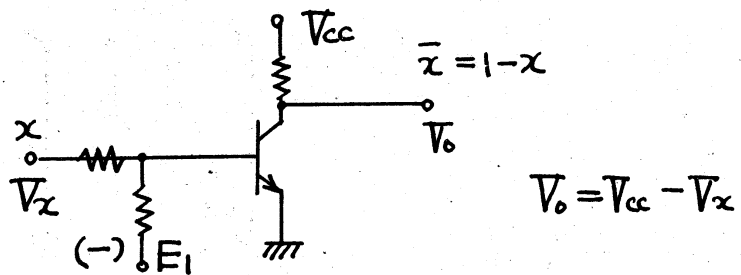 Vcc
x̄ = 1-x
x
Vo
Vx
Vo = Vcc - Vx
(-) E1